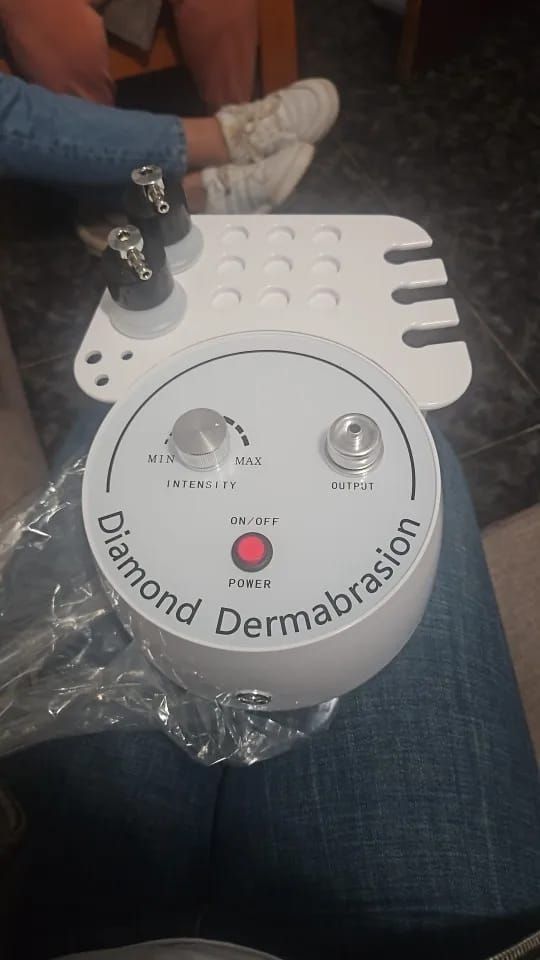 MIN MAX
INTENSITY
OUTPUT
ON/OFF
POWER
Diamond Dermabrasion